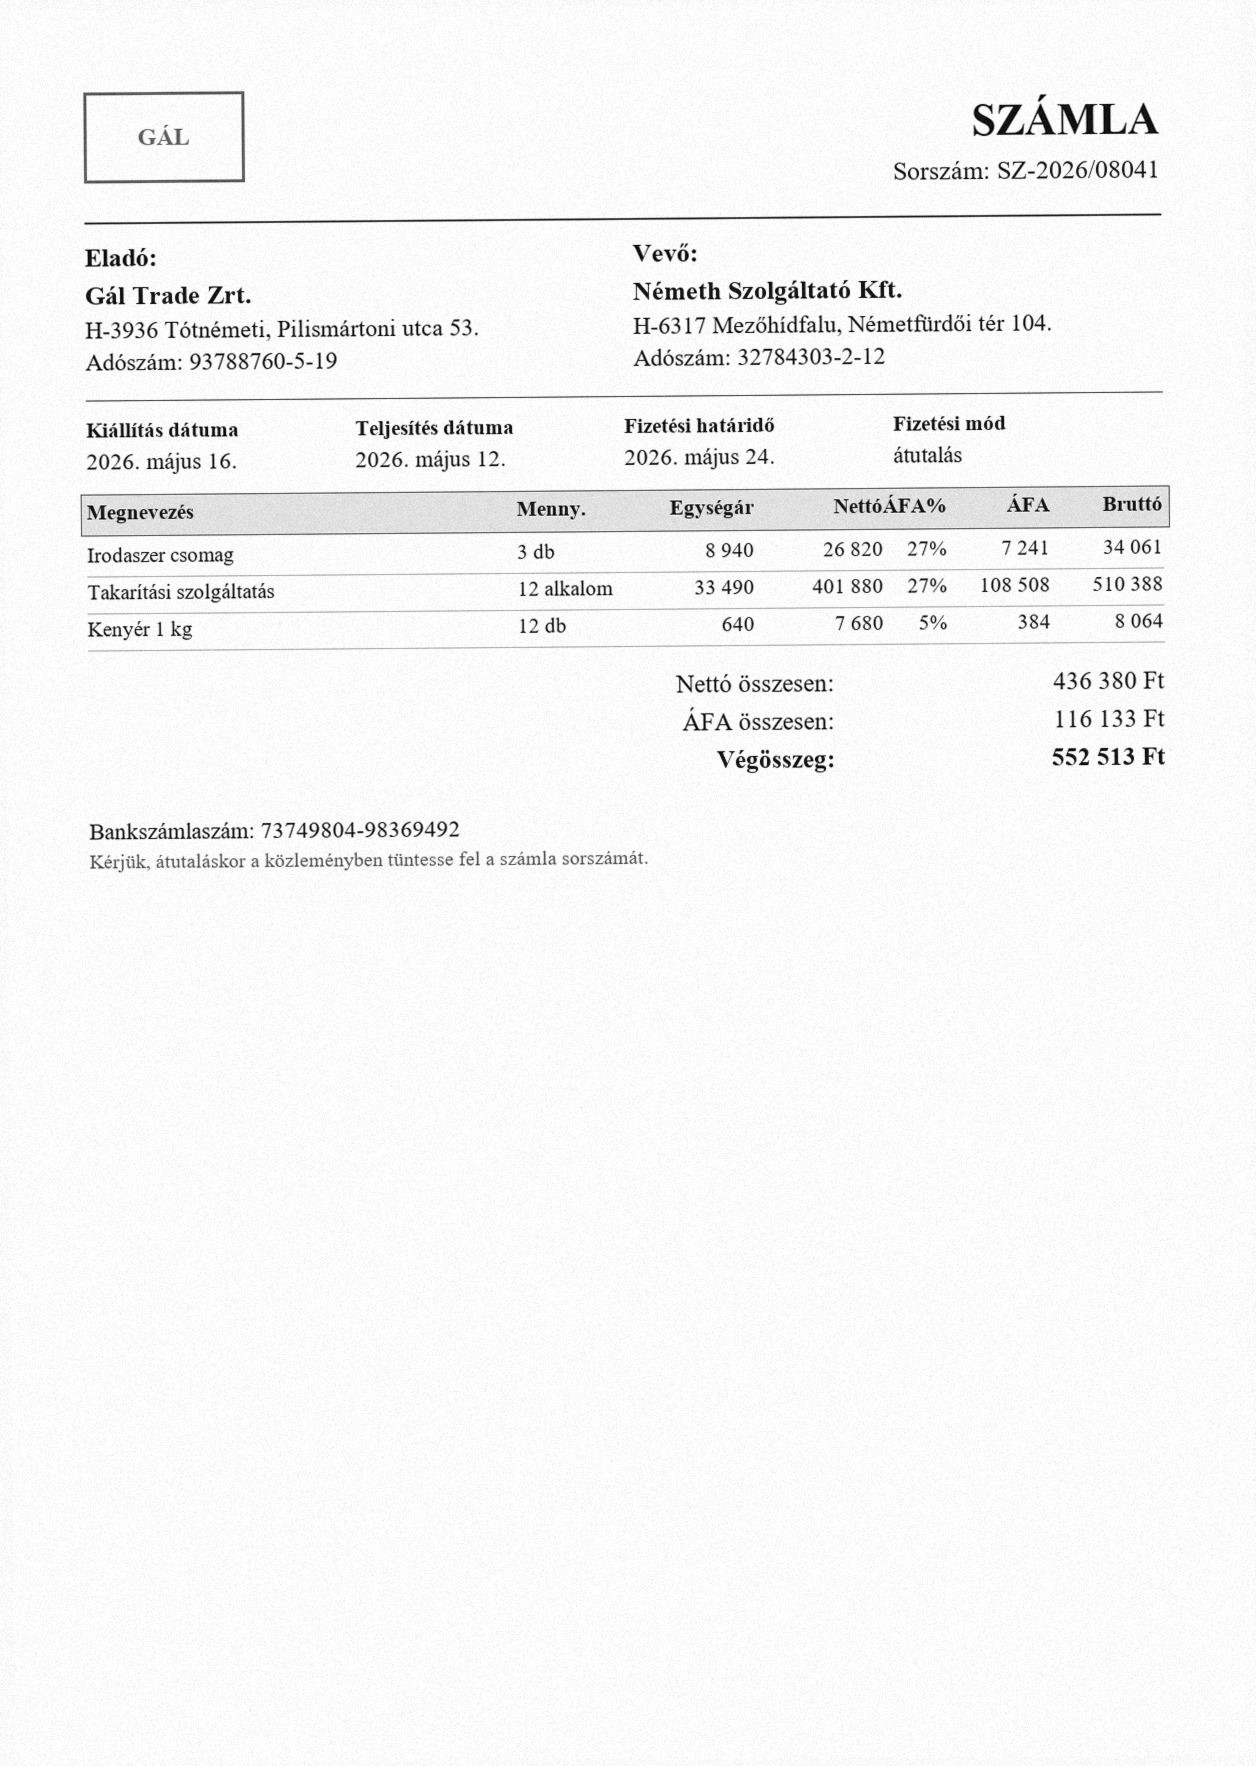 GÁL
SZÁMLA
Sorszám: SZ-2026/08041
Eladó:
Gál Trade Zrt.
H-3936 Tótnémeti, Pilismártoni utca 53.
Adószám: 93788760-5-19
Vevő:
Németh Szolgáltató Kft.
H-6317 Mezőhídfalu, Németfürdői tér 104.
Adószám: 32784303-2-12
Kiállítás dátuma Teljesítés dátuma Fizetési határidő Fizetési mód
2026. május 16. 2026. május 12. 2026. május 24. átutalás
Megnevezés Menny. Egységár Nettó ÁFA% ÁFA Bruttó
Irodaszer csomag 3 db 8 940 26 820 27% 7 241 34 061
Takarítási szolgáltatás 12 alkalom 33 490 401 880 27% 108 508 510 388
Kenyér 1 kg 12 db 640 7 680 5% 384 8 064
Nettó összesen: 436 380 Ft
ÁFA összesen: 116 133 Ft
Végösszeg: 552 513 Ft
Bankszámlaszám: 73749804-98369492
Kérjük, átutaláskor a közleményben tüntesse fel a számla sorszámát.